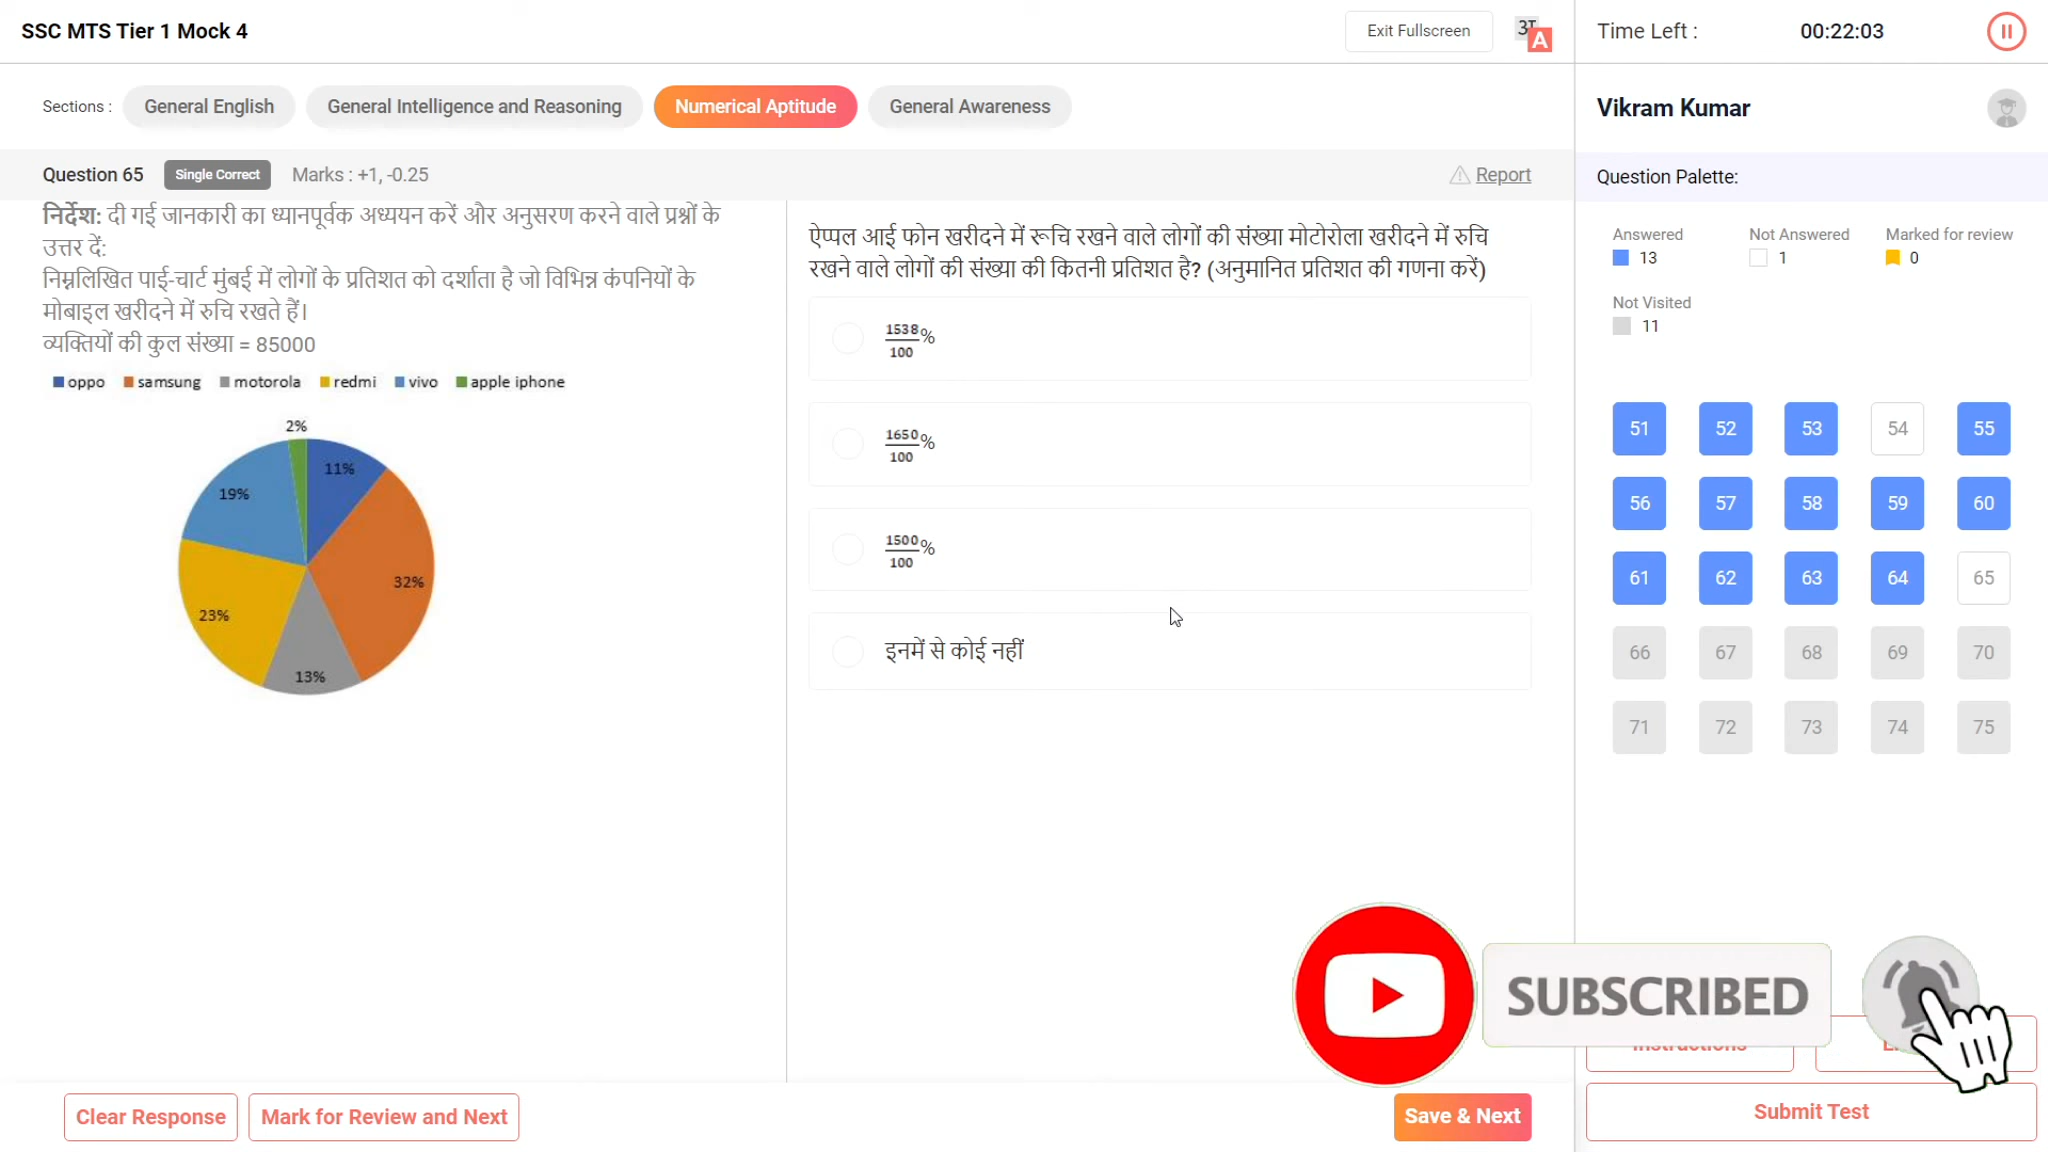 SSC MTS Tier 1 Mock 4
Exit Fullscreen
अ A
Time Left :
00:22:03
Sections :
General English
General Intelligence and Reasoning
Numerical Aptitude
General Awareness
Vikram Kumar
Question 65
Single Correct
Marks : +1, -0.25
Report
Question Palette:
निर्देश: दी गई जानकारी का ध्यानपूर्वक अध्ययन करें और अनुसरण करने वाले प्रश्नों के
उत्तर दें:
निम्नलिखित पाई-चार्ट मुंबई में लोगों के प्रतिशत को दर्शाता है जो विभिन्न कंपनियों के
मोबाइल खरीदने में रुचि रखते हैं।
व्यक्तियों की कुल संख्या = 85000
oppo samsung motorola redmi vivo apple iphone
2%
11%
19%
32%
23%
13%
ऐप्पल आई फोन खरीदने में रूचि रखने वाले लोगों की संख्या मोटोरोला खरीदने में रुचि
रखने वाले लोगों की संख्या की कितनी प्रतिशत है? (अनुमानित प्रतिशत की गणना करें)
1538/100%
1650/100%
1500/100%
इनमें से कोई नहीं
Answered Not Answered Marked for review
13 1 0
Not Visited
11
51 52 53 54 55
56 57 58 59 60
61 62 63 64 65
66 67 68 69 70
71 72 73 74 75
SUBSCRIBED
Instructions
Clear Response
Mark for Review and Next
Save & Next
Submit Test